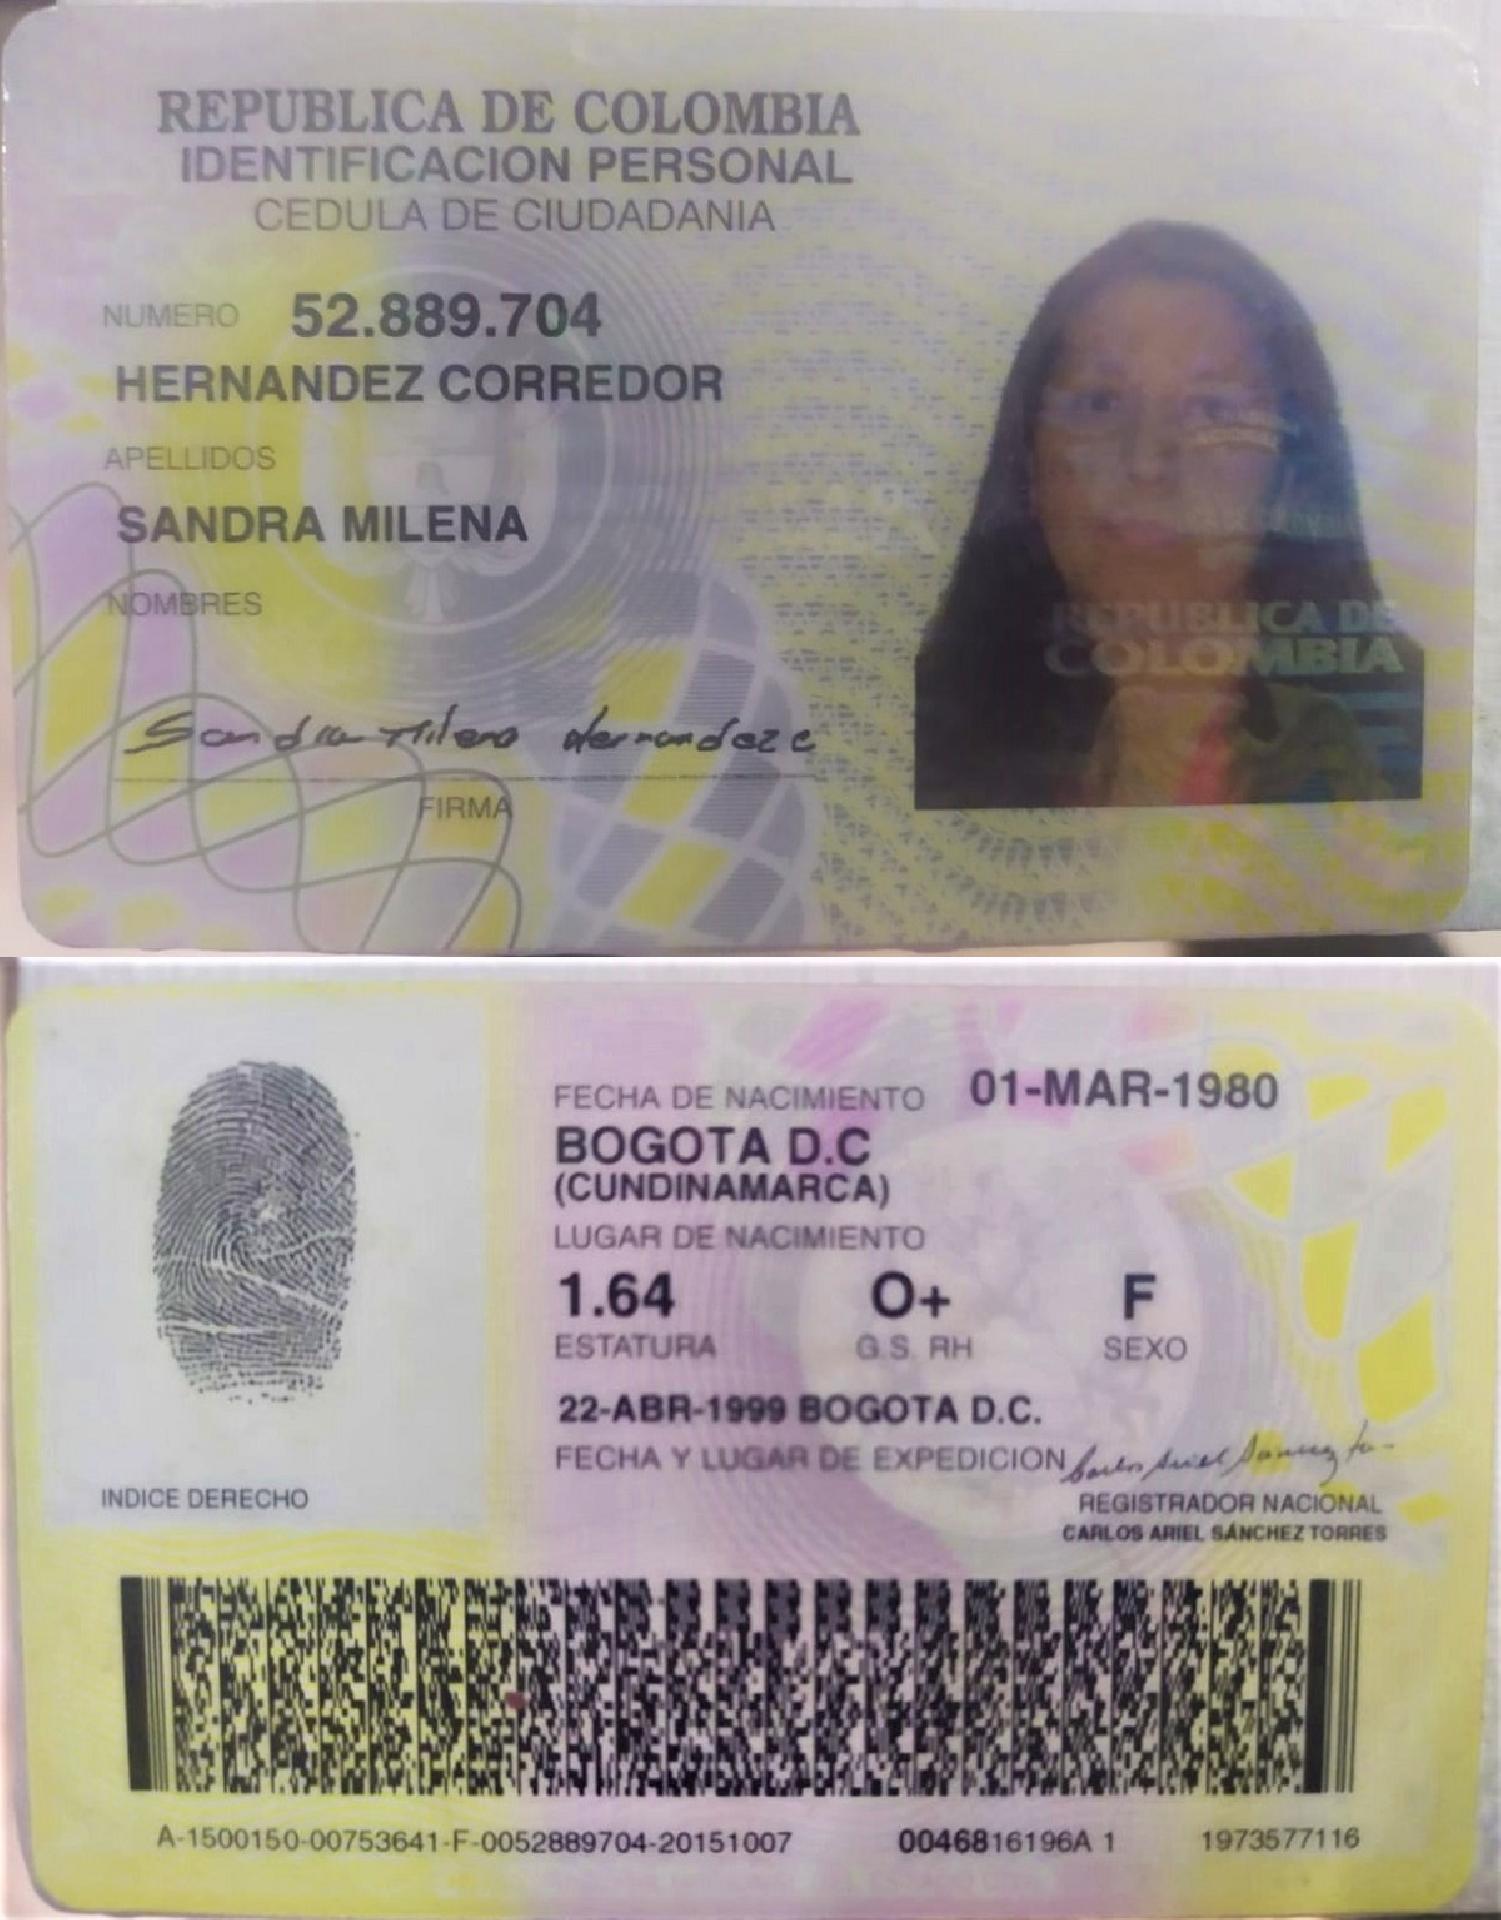 REPUBLICA DE COLOMBIA
IDENTIFICACION PERSONAL
CEDULA DE CIUDADANIA
NUMERO 52.889.704
HERNANDEZ CORREDOR
APELLIDOS
SANDRA MILENA
NOMBRES
Sandra Milena Hernandez C
FIRMA
REPUBLICA DE
COLOMBIA
FECHA DE NACIMIENTO 01-MAR-1980
BOGOTA D.C
(CUNDINAMARCA)
LUGAR DE NACIMIENTO
1.64 O+ F
ESTATURA G.S. RH SEXO
22-ABR-1999 BOGOTA D.C.
FECHA Y LUGAR DE EXPEDICION
INDICE DERECHO
REGISTRADOR NACIONAL
CARLOS ARIEL SÁNCHEZ TORRES
A-1500150-00753641-F-0052889704-20151007 0046816196A 1 1973577116